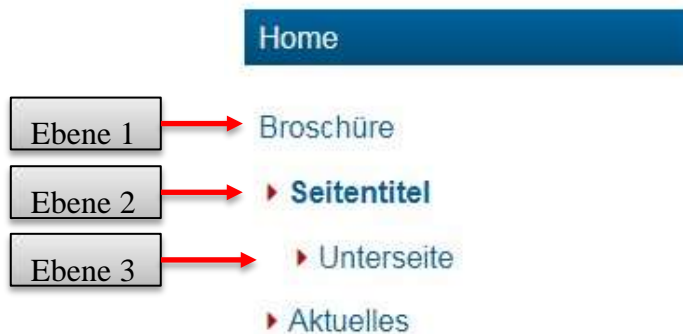 Home
Ebene 1 Broschüre
Ebene 2 Seitentitel
Ebene 3 Unterseite
Aktuelles